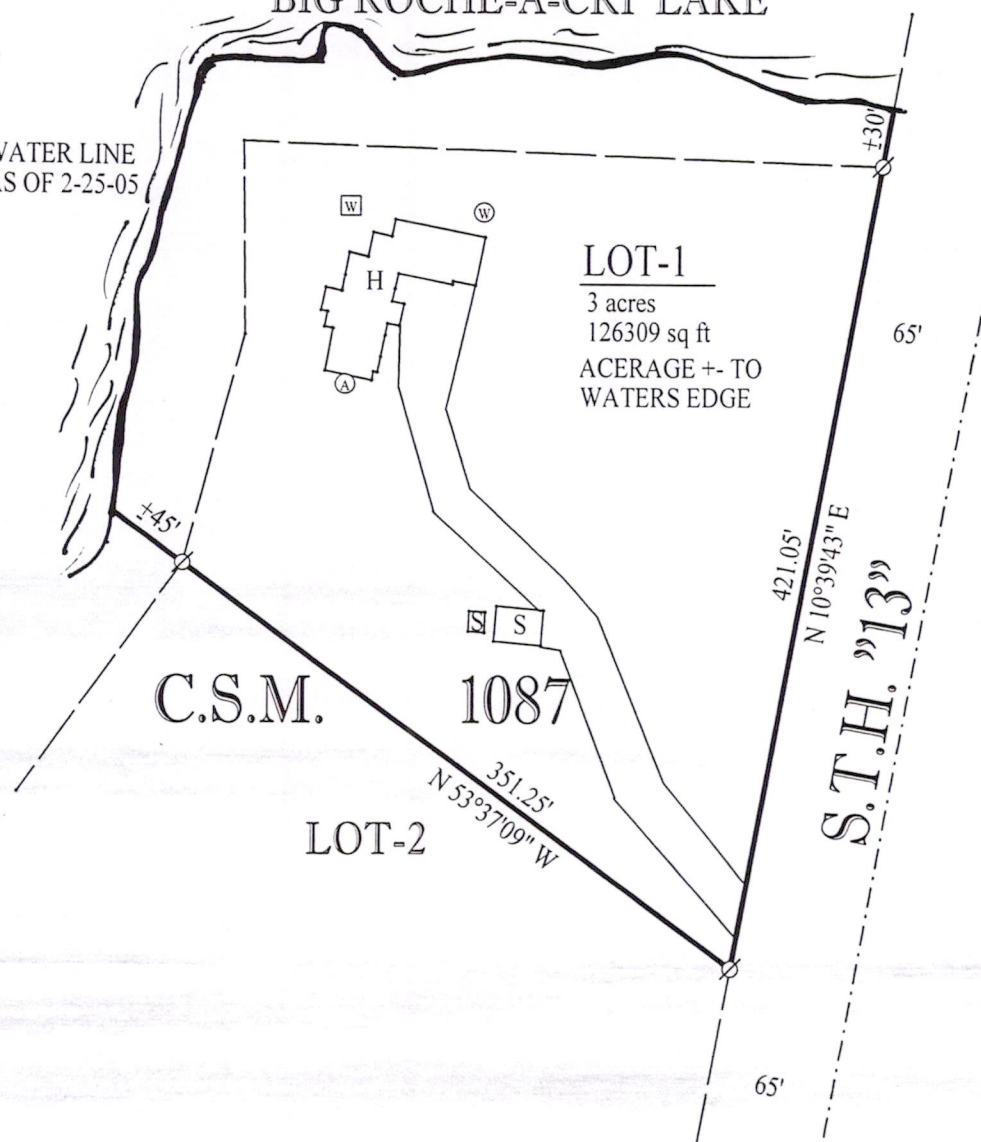 BIG ROCHE-A-CRI LAKE
WATER LINE
AS OF 2-25-05
±30'
W
W
H
LOT-1
3 acres
126309 sq ft
ACERAGE +- TO
WATERS EDGE
65'
A
±45'
421.05'
N 10°39'43" E
S
S
C.S.M. 1087
S.T.H. "13"
351.25'
N 53°37'09" W
LOT-2
65'